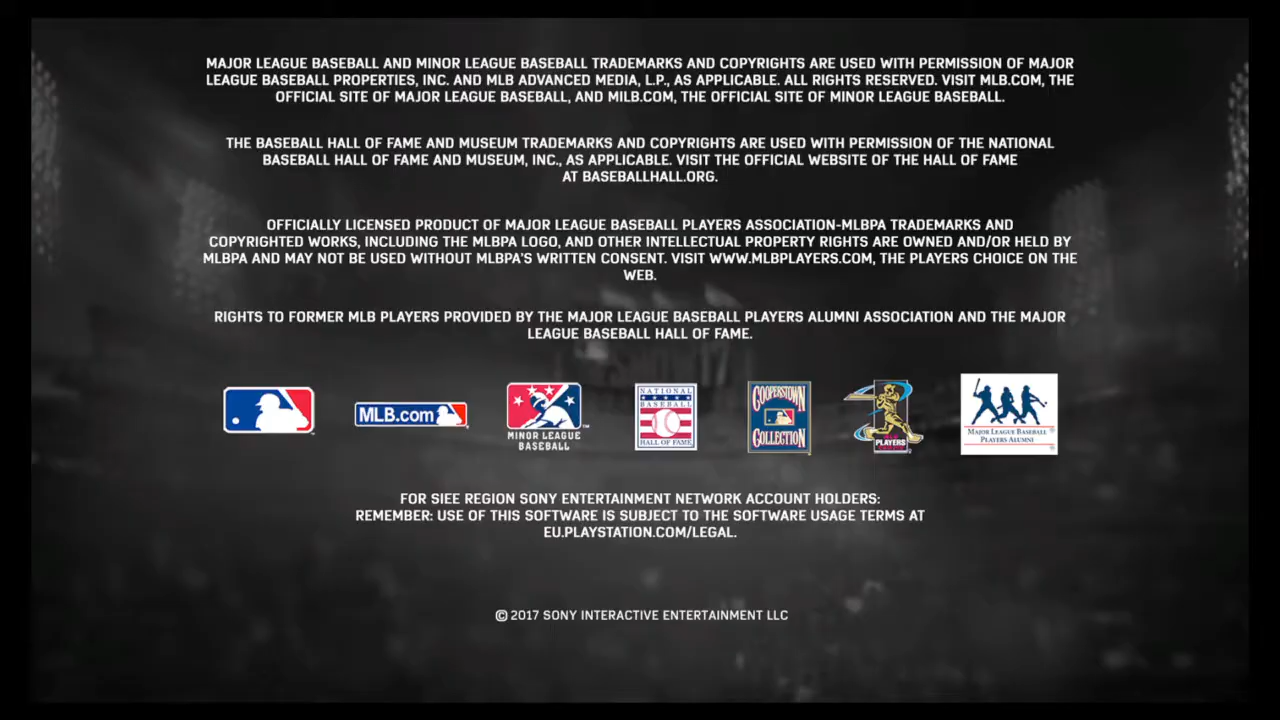 MAJOR LEAGUE BASEBALL AND MINOR LEAGUE BASEBALL TRADEMARKS AND COPYRIGHTS ARE USED WITH PERMISSION OF MAJOR
LEAGUE BASEBALL PROPERTIES, INC. AND MLB ADVANCED MEDIA, L.P., AS APPLICABLE. ALL RIGHTS RESERVED. VISIT MLB.COM, THE
OFFICIAL SITE OF MAJOR LEAGUE BASEBALL, AND MILB.COM, THE OFFICIAL SITE OF MINOR LEAGUE BASEBALL.
THE BASEBALL HALL OF FAME AND MUSEUM TRADEMARKS AND COPYRIGHTS ARE USED WITH PERMISSION OF THE NATIONAL
BASEBALL HALL OF FAME AND MUSEUM, INC., AS APPLICABLE. VISIT THE OFFICIAL WEBSITE OF THE HALL OF FAME
AT BASEBALLHALL.ORG.
OFFICIALLY LICENSED PRODUCT OF MAJOR LEAGUE BASEBALL PLAYERS ASSOCIATION-MLBPA TRADEMARKS AND
COPYRIGHTED WORKS, INCLUDING THE MLBPA LOGO, AND OTHER INTELLECTUAL PROPERTY RIGHTS ARE OWNED AND/OR HELD BY
MLBPA AND MAY NOT BE USED WITHOUT MLBPA'S WRITTEN CONSENT. VISIT WWW.MLBPLAYERS.COM, THE PLAYERS CHOICE ON THE
WEB.
RIGHTS TO FORMER MLB PLAYERS PROVIDED BY THE MAJOR LEAGUE BASEBALL PLAYERS ALUMNI ASSOCIATION AND THE MAJOR
LEAGUE BASEBALL HALL OF FAME.
MLB.com
MINOR LEAGUE
BASEBALL
NATIONAL
BASEBALL
HALL OF FAME
COOPERSTOWN
COLLECTION
PLAYERS
MAJOR LEAGUE BASEBALL
PLAYERS ALUMNI
FOR SIEE REGION SONY ENTERTAINMENT NETWORK ACCOUNT HOLDERS:
REMEMBER: USE OF THIS SOFTWARE IS SUBJECT TO THE SOFTWARE USAGE TERMS AT
EU.PLAYSTATION.COM/LEGAL.
© 2017 SONY INTERACTIVE ENTERTAINMENT LLC